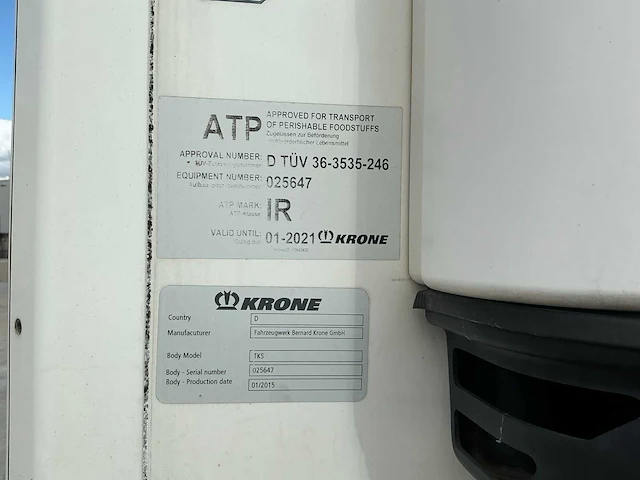 ATP APPROVED FOR TRANSPORT
OF PERISHABLE FOODSTUFFS
Zugelassen zur Beförderung
Lebensmittel
APPROVAL NUMBER: D TÜV 36-3535-246
EQUIPMENT NUMBER: 025647
ATP MARK: IR
ATP-Klasse:
VALID UNTIL: 01-2021 KRONE
KRONE
Country D
Manufacturer Fahrzeugwerk Bernard Krone GmbH
Body Model TKS
Body - Serial number 025647
Body - Production date 01/2015